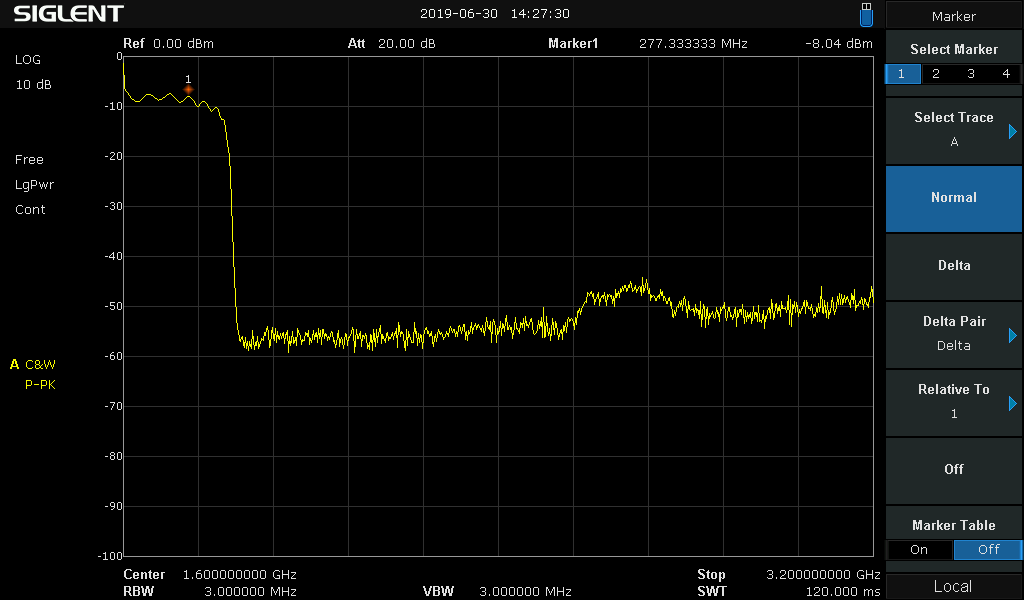 SIGLENT 2019-06-30 14:27:30
Marker
Ref 0.00 dBm Att 20.00 dB Marker1 277.333333 MHz -8.04 dBm
LOG
10 dB
Free
LgPwr
Cont
A C&W
P-PK
1
0
-10
-20
-30
-40
-50
-60
-70
-80
-90
-100
Center 1.600000000 GHz Stop 3.200000000 GHz
RBW 3.000000 MHz VBW 3.000000 MHz SWT 120.000 ms
Select Marker
1 2 3 4
Select Trace
A
Normal
Delta
Delta Pair
Delta
Relative To
1
Off
Marker Table
On Off
Local